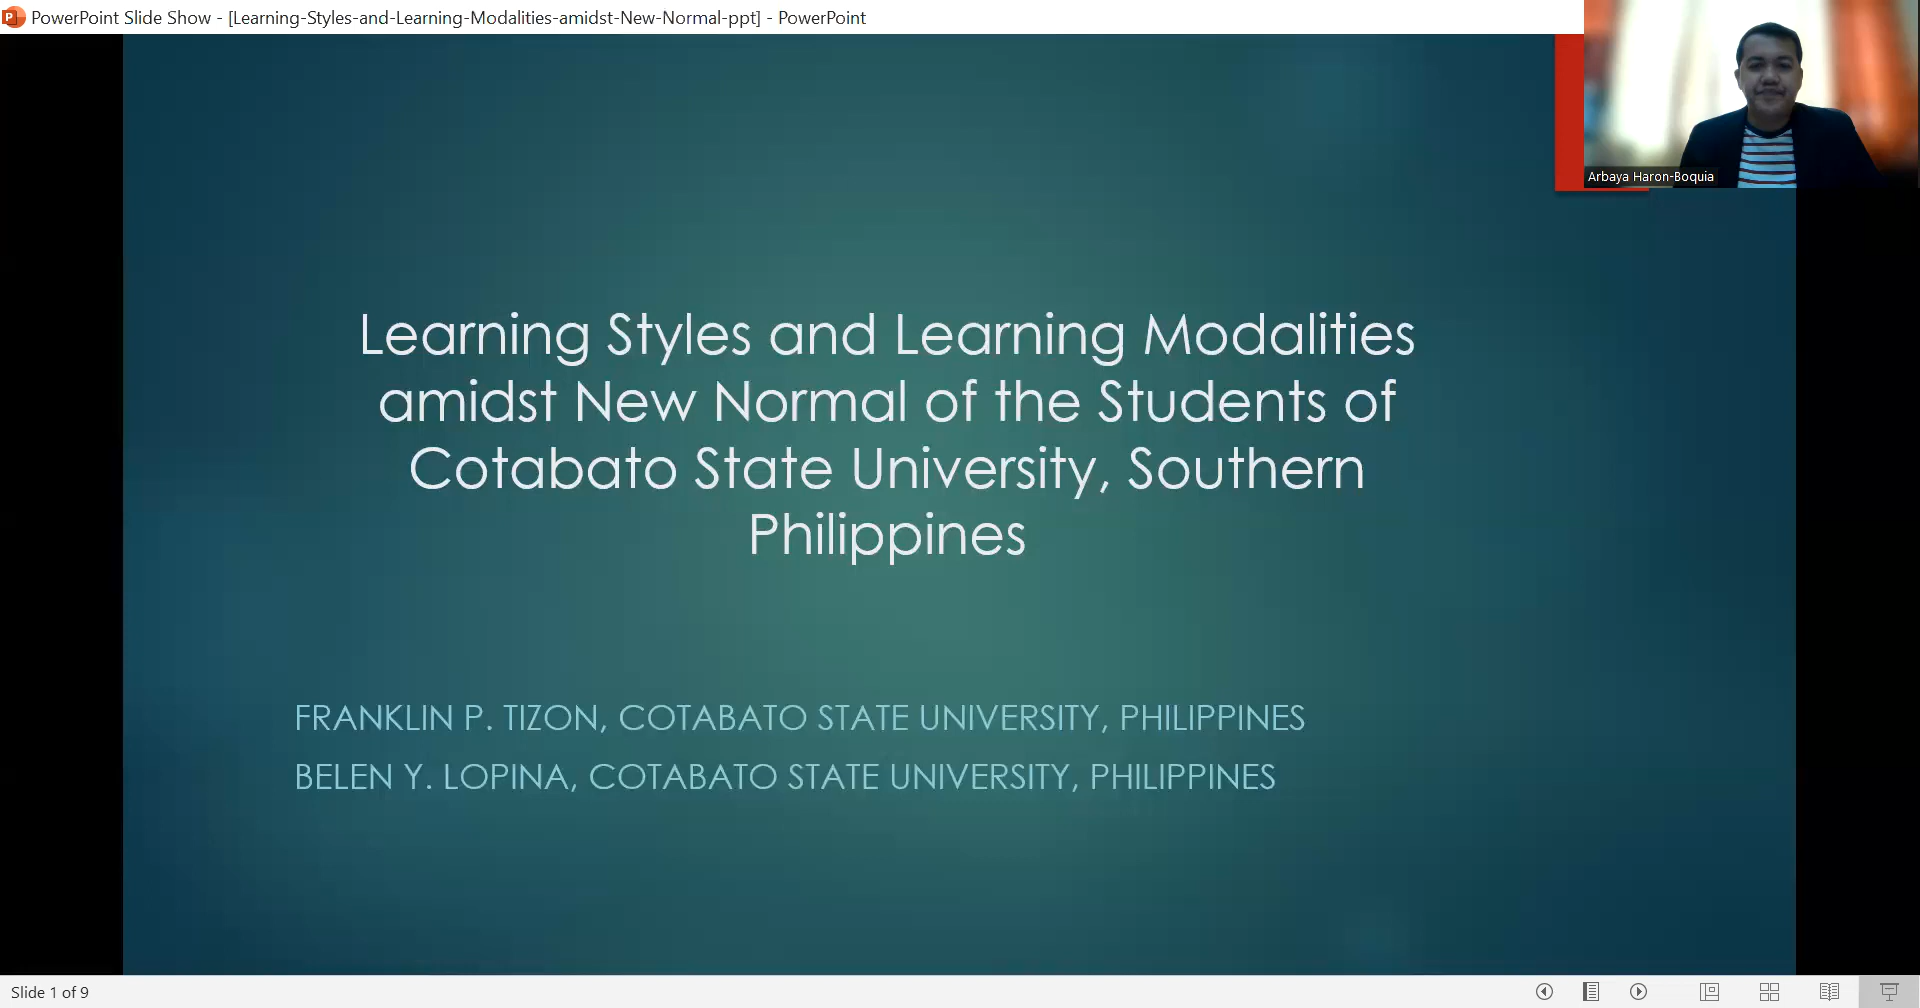 PowerPoint Slide Show - [Learning-Styles-and-Learning-Modalities-amidst-New-Normal-ppt] - PowerPoint
Arbaya Haron-Boquia
Learning Styles and Learning Modalities
amidst New Normal of the Students of
Cotabato State University, Southern
Philippines
FRANKLIN P. TIZON, COTABATO STATE UNIVERSITY, PHILIPPINES
BELEN Y. LOPINA, COTABATO STATE UNIVERSITY, PHILIPPINES
Slide 1 of 9